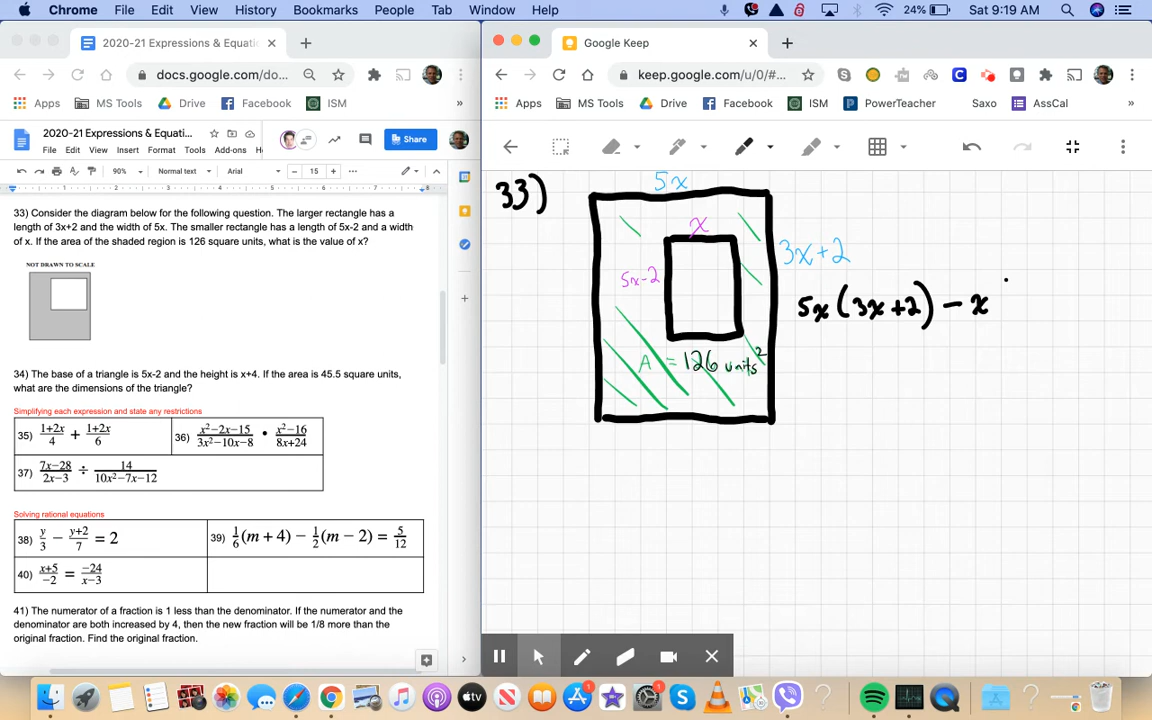 Chrome File Edit View History Bookmarks People Tab Window Help
24% Sat 9:19 AM
2020-21 Expressions & Equati
docs.google.com/do...
Apps MS Tools Drive Facebook ISM »
2020-21 Expressions & Equati...
File Edit View Insert Format Tools Add-ons
Share
90% Normal text Arial 15
33) Consider the diagram below for the following question. The larger rectangle has a
length of 3x+2 and the width of 5x. The smaller rectangle has a length of 5x-2 and a width
of x. If the area of the shaded region is 126 square units, what is the value of x?
NOT DRAWN TO SCALE
34) The base of a triangle is 5x-2 and the height is x+4. If the area is 45.5 square units,
what are the dimensions of the triangle?
Simplifying each expression and state any restrictions
35) (1+2x)/4 + (1+2x)/6
36) (x²−2x−15)/(3x²−10x−8) • (x²−16)/(8x+24)
37) (7x−28)/(2x−3) ÷ 14/(10x²−7x−12)
Solving rational equations
38) y/3 − (y+2)/7 = 2
39) 1/6(m + 4) − 1/2(m − 2) = 5/12
40) (x+5)/−2 = −24/(x−3)
41) The numerator of a fraction is 1 less than the denominator. If the numerator and the
denominator are both increased by 4, then the new fraction will be 1/8 more than the
original fraction. Find the original fraction.
Google Keep
keep.google.com/u/0/#...
Apps MS Tools Drive Facebook ISM PowerTeacher Saxo AssCal
33)
5x
x
3x+2
5x-2
5x(3x+2) − x
A = 126 units²